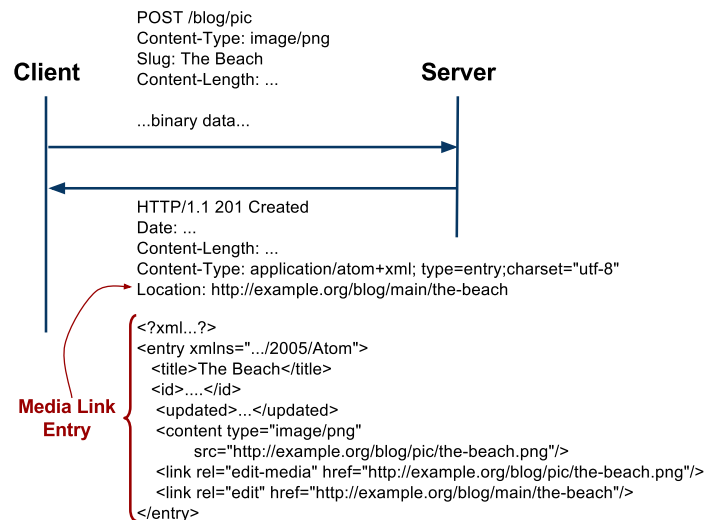 POST /blog/pic
Content-Type: image/png
Slug: The Beach
Content-Length: ...
Client
Server
...binary data...
HTTP/1.1 201 Created
Date: ...
Content-Length: ...
Content-Type: application/atom+xml; type=entry;charset="utf-8"
Location: http://example.org/blog/main/the-beach
<?xml...?>
<entry xmlns=".../2005/Atom">
<title>The Beach</title>
<id>....</id>
<updated>...</updated>
<content type="image/png"
src="http://example.org/blog/pic/the-beach.png"/>
<link rel="edit-media" href="http://example.org/blog/pic/the-beach.png"/>
<link rel="edit" href="http://example.org/blog/main/the-beach"/>
</entry>
Media Link
Entry